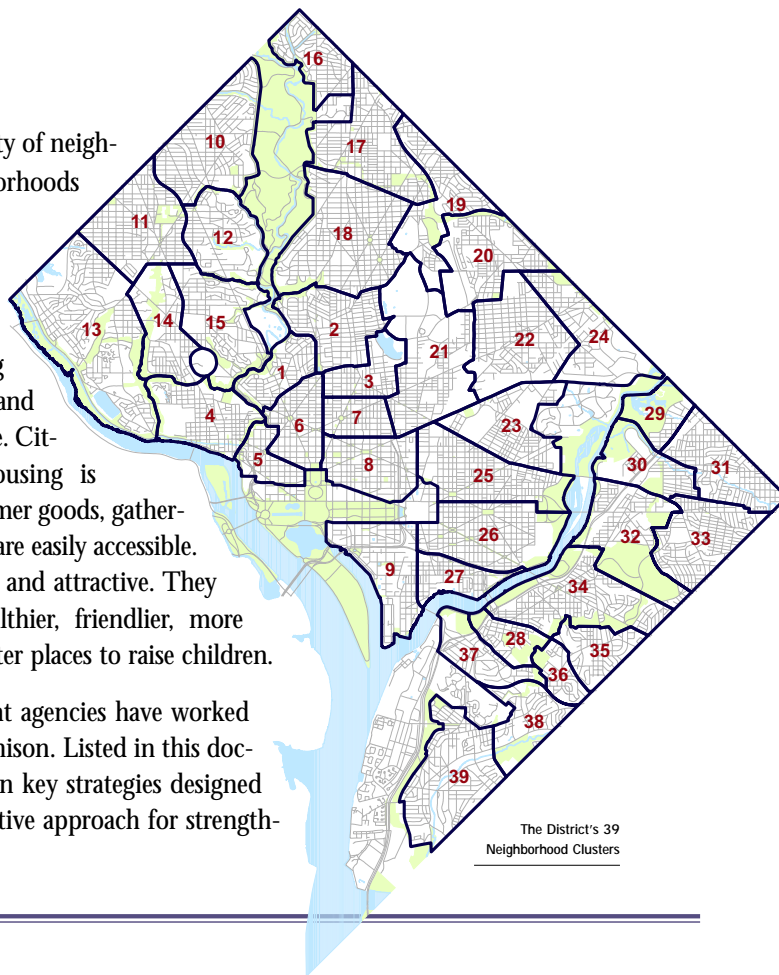 ty of neigh-
orhoods
g
and
e. Cit-
ousing is
mer goods, gather-
are easily accessible.
and attractive. They
lthier, friendlier, more
ter places to raise children.
nt agencies have worked
nison. Listed in this doc-
n key strategies designed
tive approach for strength-
16
10
17
11
12
19
18
20
13
14
15
2
21
22
24
1
3
4
6
7
23
29
5
8
25
30
31
26
32
33
9
27
34
28
37
35
36
38
39
The District's 39
Neighborhood Clusters